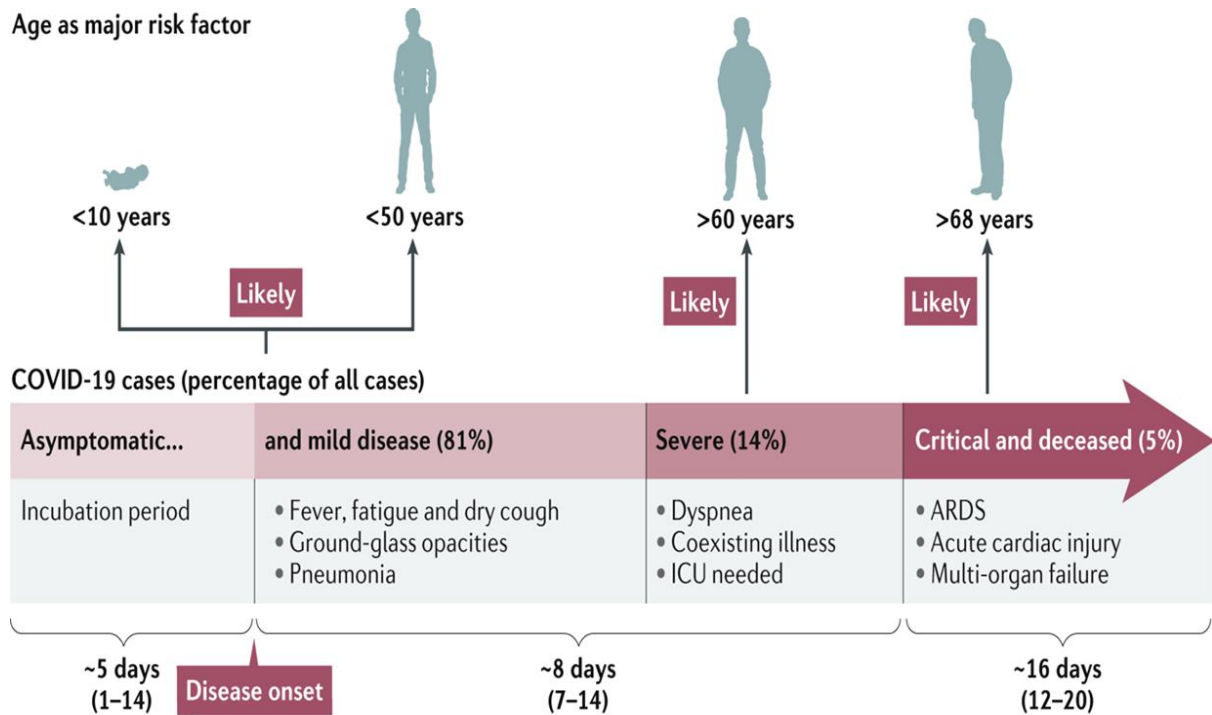 Age as major risk factor
<10 years
<50 years
>60 years
>68 years
Likely
Likely
Likely
COVID-19 cases (percentage of all cases)
Asymptomatic...
and mild disease (81%)
Severe (14%)
Critical and deceased (5%)
Incubation period
• Fever, fatigue and dry cough
• Ground-glass opacities
• Pneumonia
• Dyspnea
• Coexisting illness
• ICU needed
• ARDS
• Acute cardiac injury
• Multi-organ failure
~5 days
(1–14)
Disease onset
~8 days
(7–14)
~16 days
(12–20)